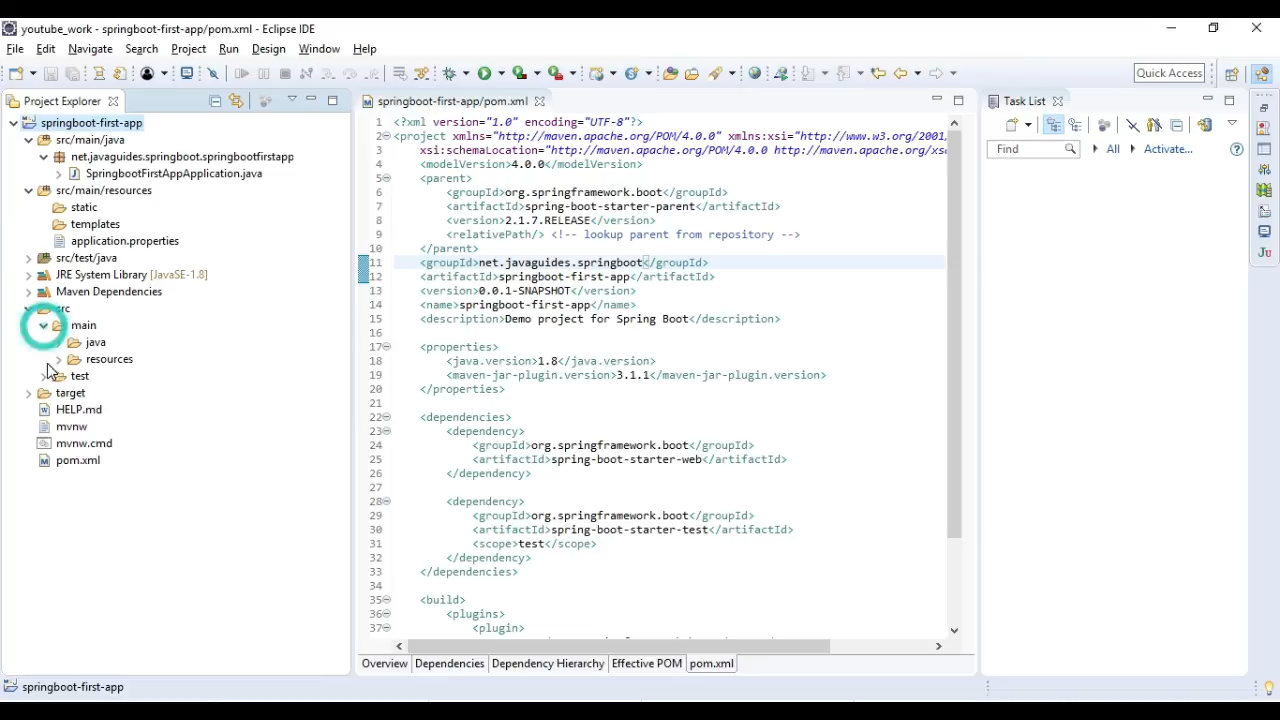 youtube_work - springboot-first-app/pom.xml - Eclipse IDE
File Edit Navigate Search Project Run Design Window Help
Quick Access
Project Explorer
springboot-first-app
src/main/java
net.javaguides.springboot.springbootfirstapp
SpringbootFirstAppApplication.java
src/main/resources
static
templates
application.properties
src/test/java
JRE System Library [JavaSE-1.8]
Maven Dependencies
src
main
java
resources
test
target
HELP.md
mvnw
mvnw.cmd
pom.xml
springboot-first-app/pom.xml
1 <?xml version="1.0" encoding="UTF-8"?>
2 <project xmlns="http://maven.apache.org/POM/4.0.0" xmlns:xsi="http://www.w3.org/2001/
3 xsi:schemaLocation="http://maven.apache.org/POM/4.0.0 http://maven.apache.org/xs
4 <modelVersion>4.0.0</modelVersion>
5 <parent>
6 <groupId>org.springframework.boot</groupId>
7 <artifactId>spring-boot-starter-parent</artifactId>
8 <version>2.1.7.RELEASE</version>
9 <relativePath/> <!-- lookup parent from repository -->
10 </parent>
11 <groupId>net.javaguides.springboot</groupId>
12 <artifactId>springboot-first-app</artifactId>
13 <version>0.0.1-SNAPSHOT</version>
14 <name>springboot-first-app</name>
15 <description>Demo project for Spring Boot</description>
16
17 <properties>
18 <java.version>1.8</java.version>
19 <maven-jar-plugin.version>3.1.1</maven-jar-plugin.version>
20 </properties>
21
22 <dependencies>
23 <dependency>
24 <groupId>org.springframework.boot</groupId>
25 <artifactId>spring-boot-starter-web</artifactId>
26 </dependency>
27
28 <dependency>
29 <groupId>org.springframework.boot</groupId>
30 <artifactId>spring-boot-starter-test</artifactId>
31 <scope>test</scope>
32 </dependency>
33 </dependencies>
34
35 <build>
36 <plugins>
37 <plugin>
Overview Dependencies Dependency Hierarchy Effective POM pom.xml
Task List
Find All Activate...
springboot-first-app